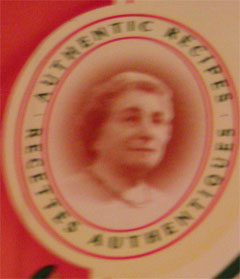 AUTHENTIC RECIPES
RECETTES AUTHENTIQUES